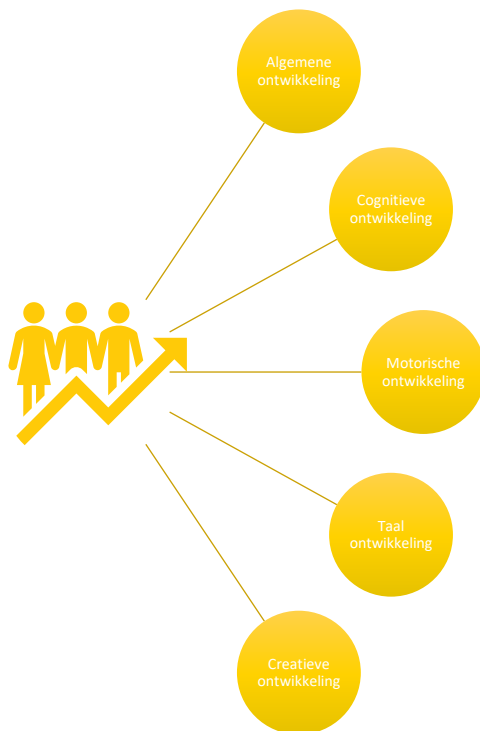 Algemene
ontwikkeling
Cognitieve
ontwikkeling
Motorische
ontwikkeling
Taal
ontwikkeling
Creatieve
ontwikkeling